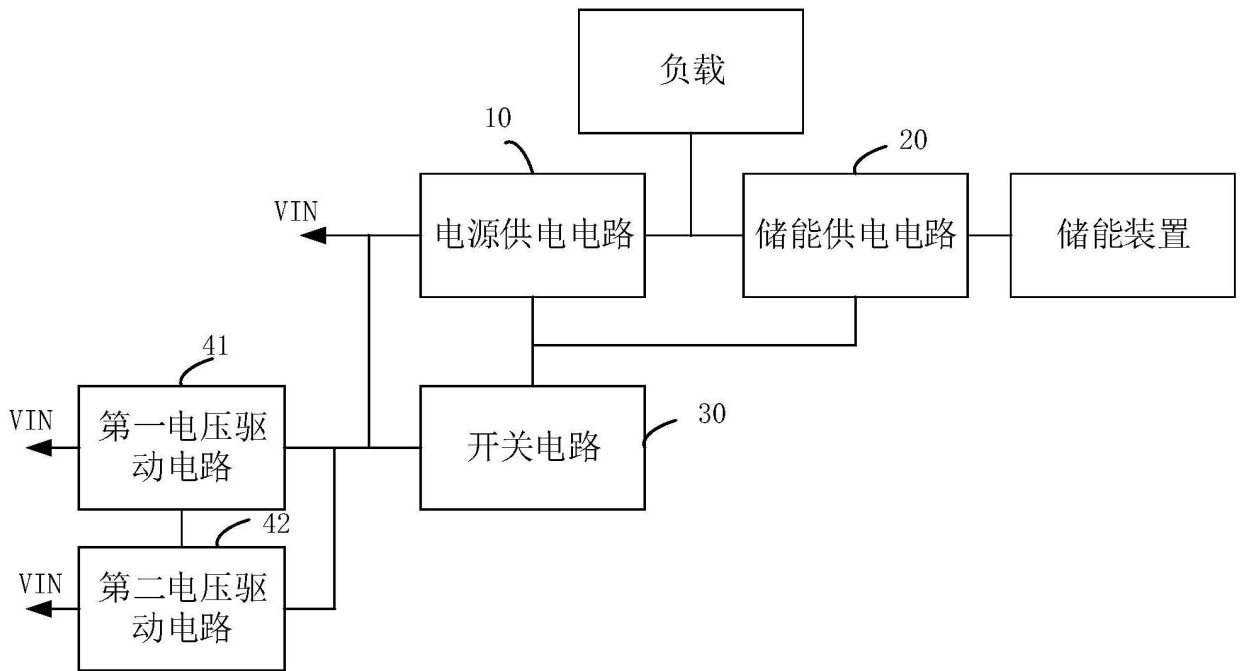 负载
10
20
VIN
电源供电电路
储能供电电路
储能装置
41
VIN
第一电压驱
动电路
开关电路
30
42
VIN
第二电压驱
动电路